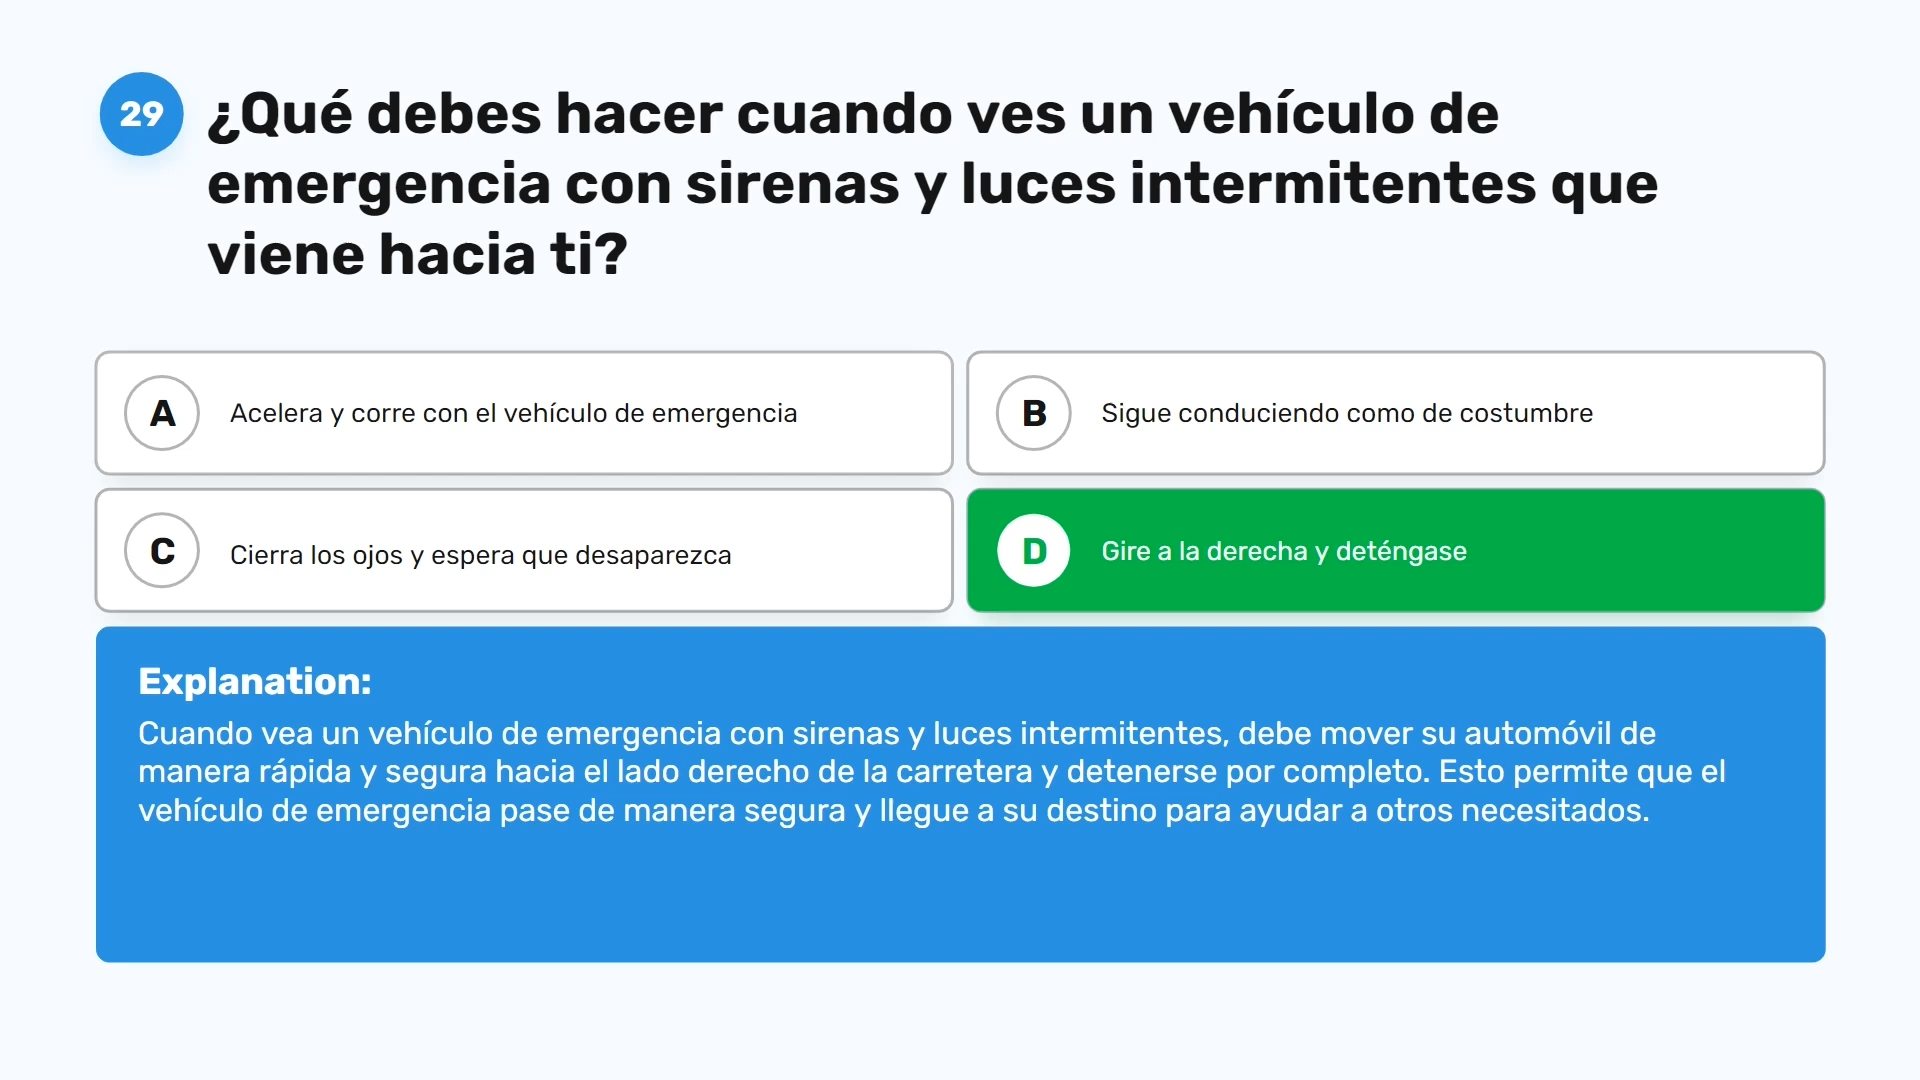 29
¿Qué debes hacer cuando ves un vehículo de
emergencia con sirenas y luces intermitentes que
viene hacia ti?
A Acelera y corre con el vehículo de emergencia
B Sigue conduciendo como de costumbre
C Cierra los ojos y espera que desaparezca
D Gire a la derecha y deténgase
Explanation:
Cuando vea un vehículo de emergencia con sirenas y luces intermitentes, debe mover su automóvil de
manera rápida y segura hacia el lado derecho de la carretera y detenerse por completo. Esto permite que el
vehículo de emergencia pase de manera segura y llegue a su destino para ayudar a otros necesitados.